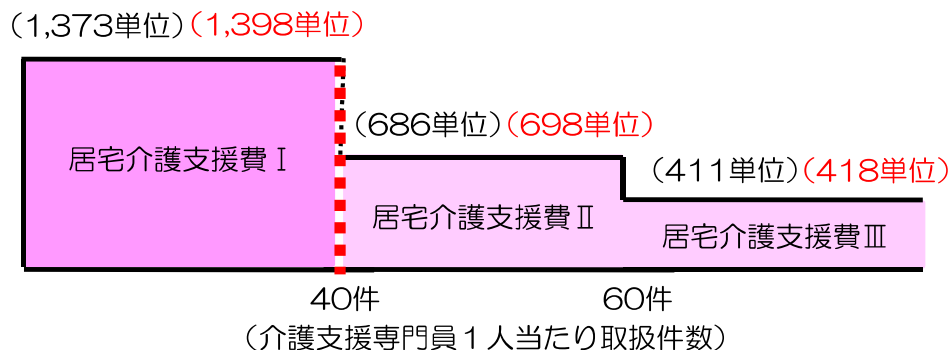 (1,373単位)(1,398単位)
(686単位)(698単位)
(411単位)(418単位)
居宅介護支援費Ⅰ
居宅介護支援費Ⅱ
居宅介護支援費Ⅲ
40件
60件
(介護支援専門員１人当たり取扱件数)